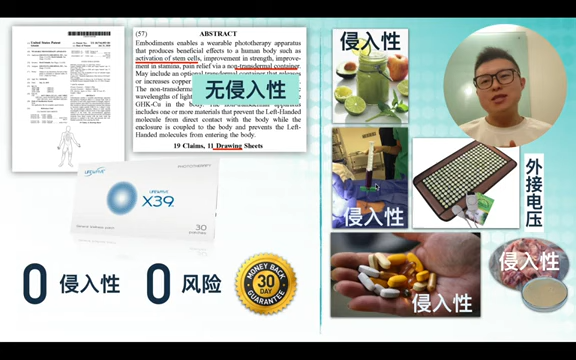 (57) ABSTRACT
Embodiments enables a wearable phototherapy apparatus
that produces beneficial effects to a human body such as
activation of stem cells, improvement in strength, improve-
ment in stamina, pain relief via a non-transdermal container.
May include an optional transdermal container that releases
or increases copper
The non-transdermal
wavelengths of light
GHK-Cu in the body. The non-transdermal apparatus
includes one or more materials that prevent the Left-Handed
molecule from direct contact with the body while the
enclosure is coupled to the body and prevents the Left-
Handed molecules from entering the body.
19 Claims, 11 Drawing Sheets
无侵入性
United States Patent
LIFEWAVE
PHOTOTHERAPY
LIFEWAVE
X39
30
0 侵入性
0 风险
MONEY BACK
30
DAY
GUARANTEE
侵入性
侵入性
外接电压
侵入性
侵入性